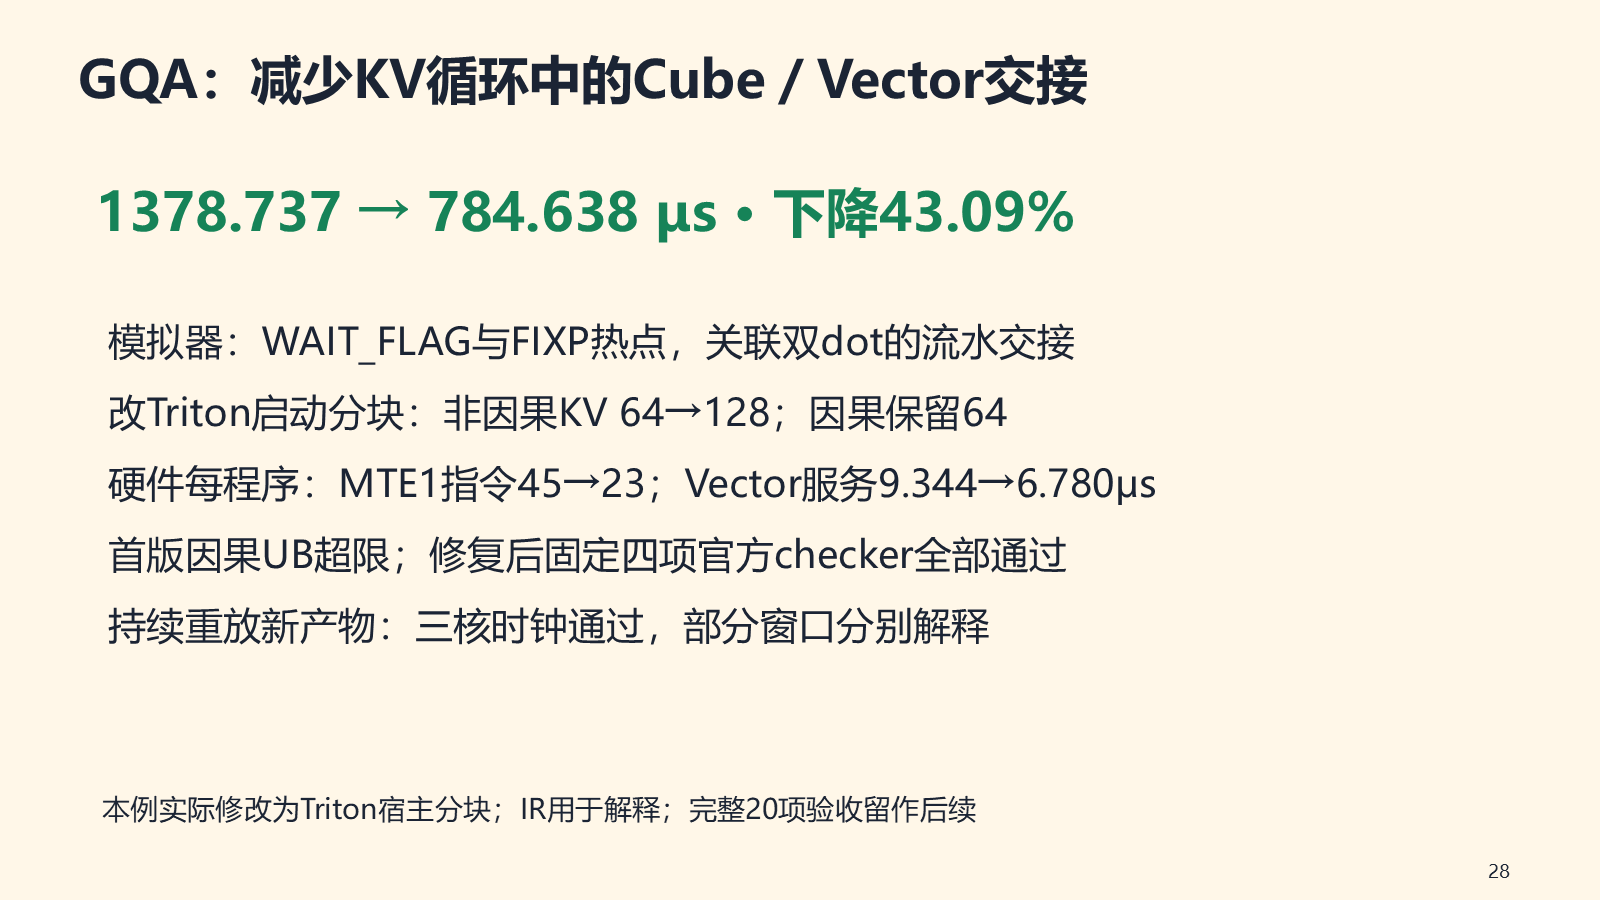 GQA：减少KV循环中的Cube / Vector交接
1378.737 → 784.638 μs • 下降43.09%
模拟器：WAIT_FLAG与FIXP热点，关联双dot的流水交接
改Triton启动分块：非因果KV 64→128；因果保留64
硬件每程序：MTE1指令45→23；Vector服务9.344→6.780μs
首版因果UB超限；修复后固定四项官方checker全部通过
持续重放新产物：三核时钟通过，部分窗口分别解释
本例实际修改为Triton宿主分块；IR用于解释；完整20项验收留作后续
28